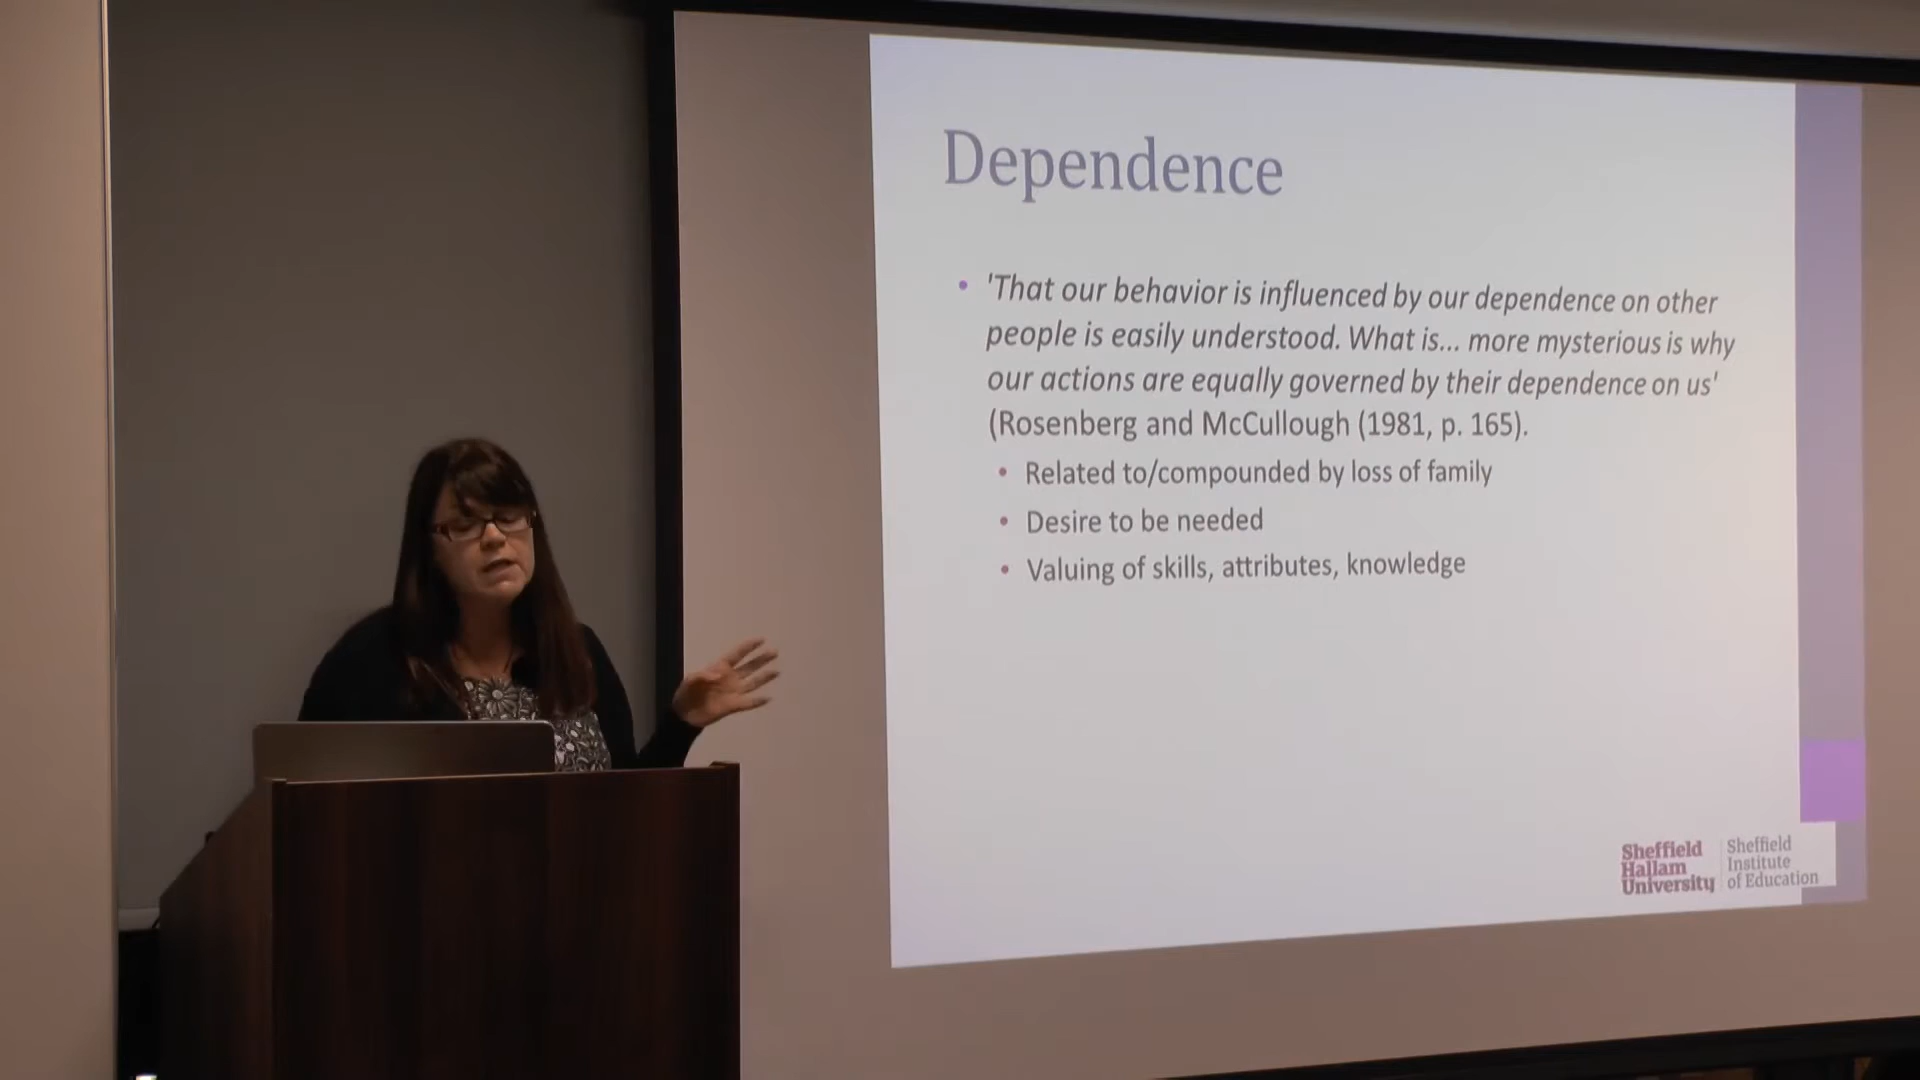 Dependence
• 'That our behavior is influenced by our dependence on other
people is easily understood. What is... more mysterious is why
our actions are equally governed by their dependence on us'
(Rosenberg and McCullough (1981, p. 165).
• Related to/compounded by loss of family
• Desire to be needed
• Valuing of skills, attributes, knowledge
Sheffield
Hallam
University
Sheffield
Institute
of Education